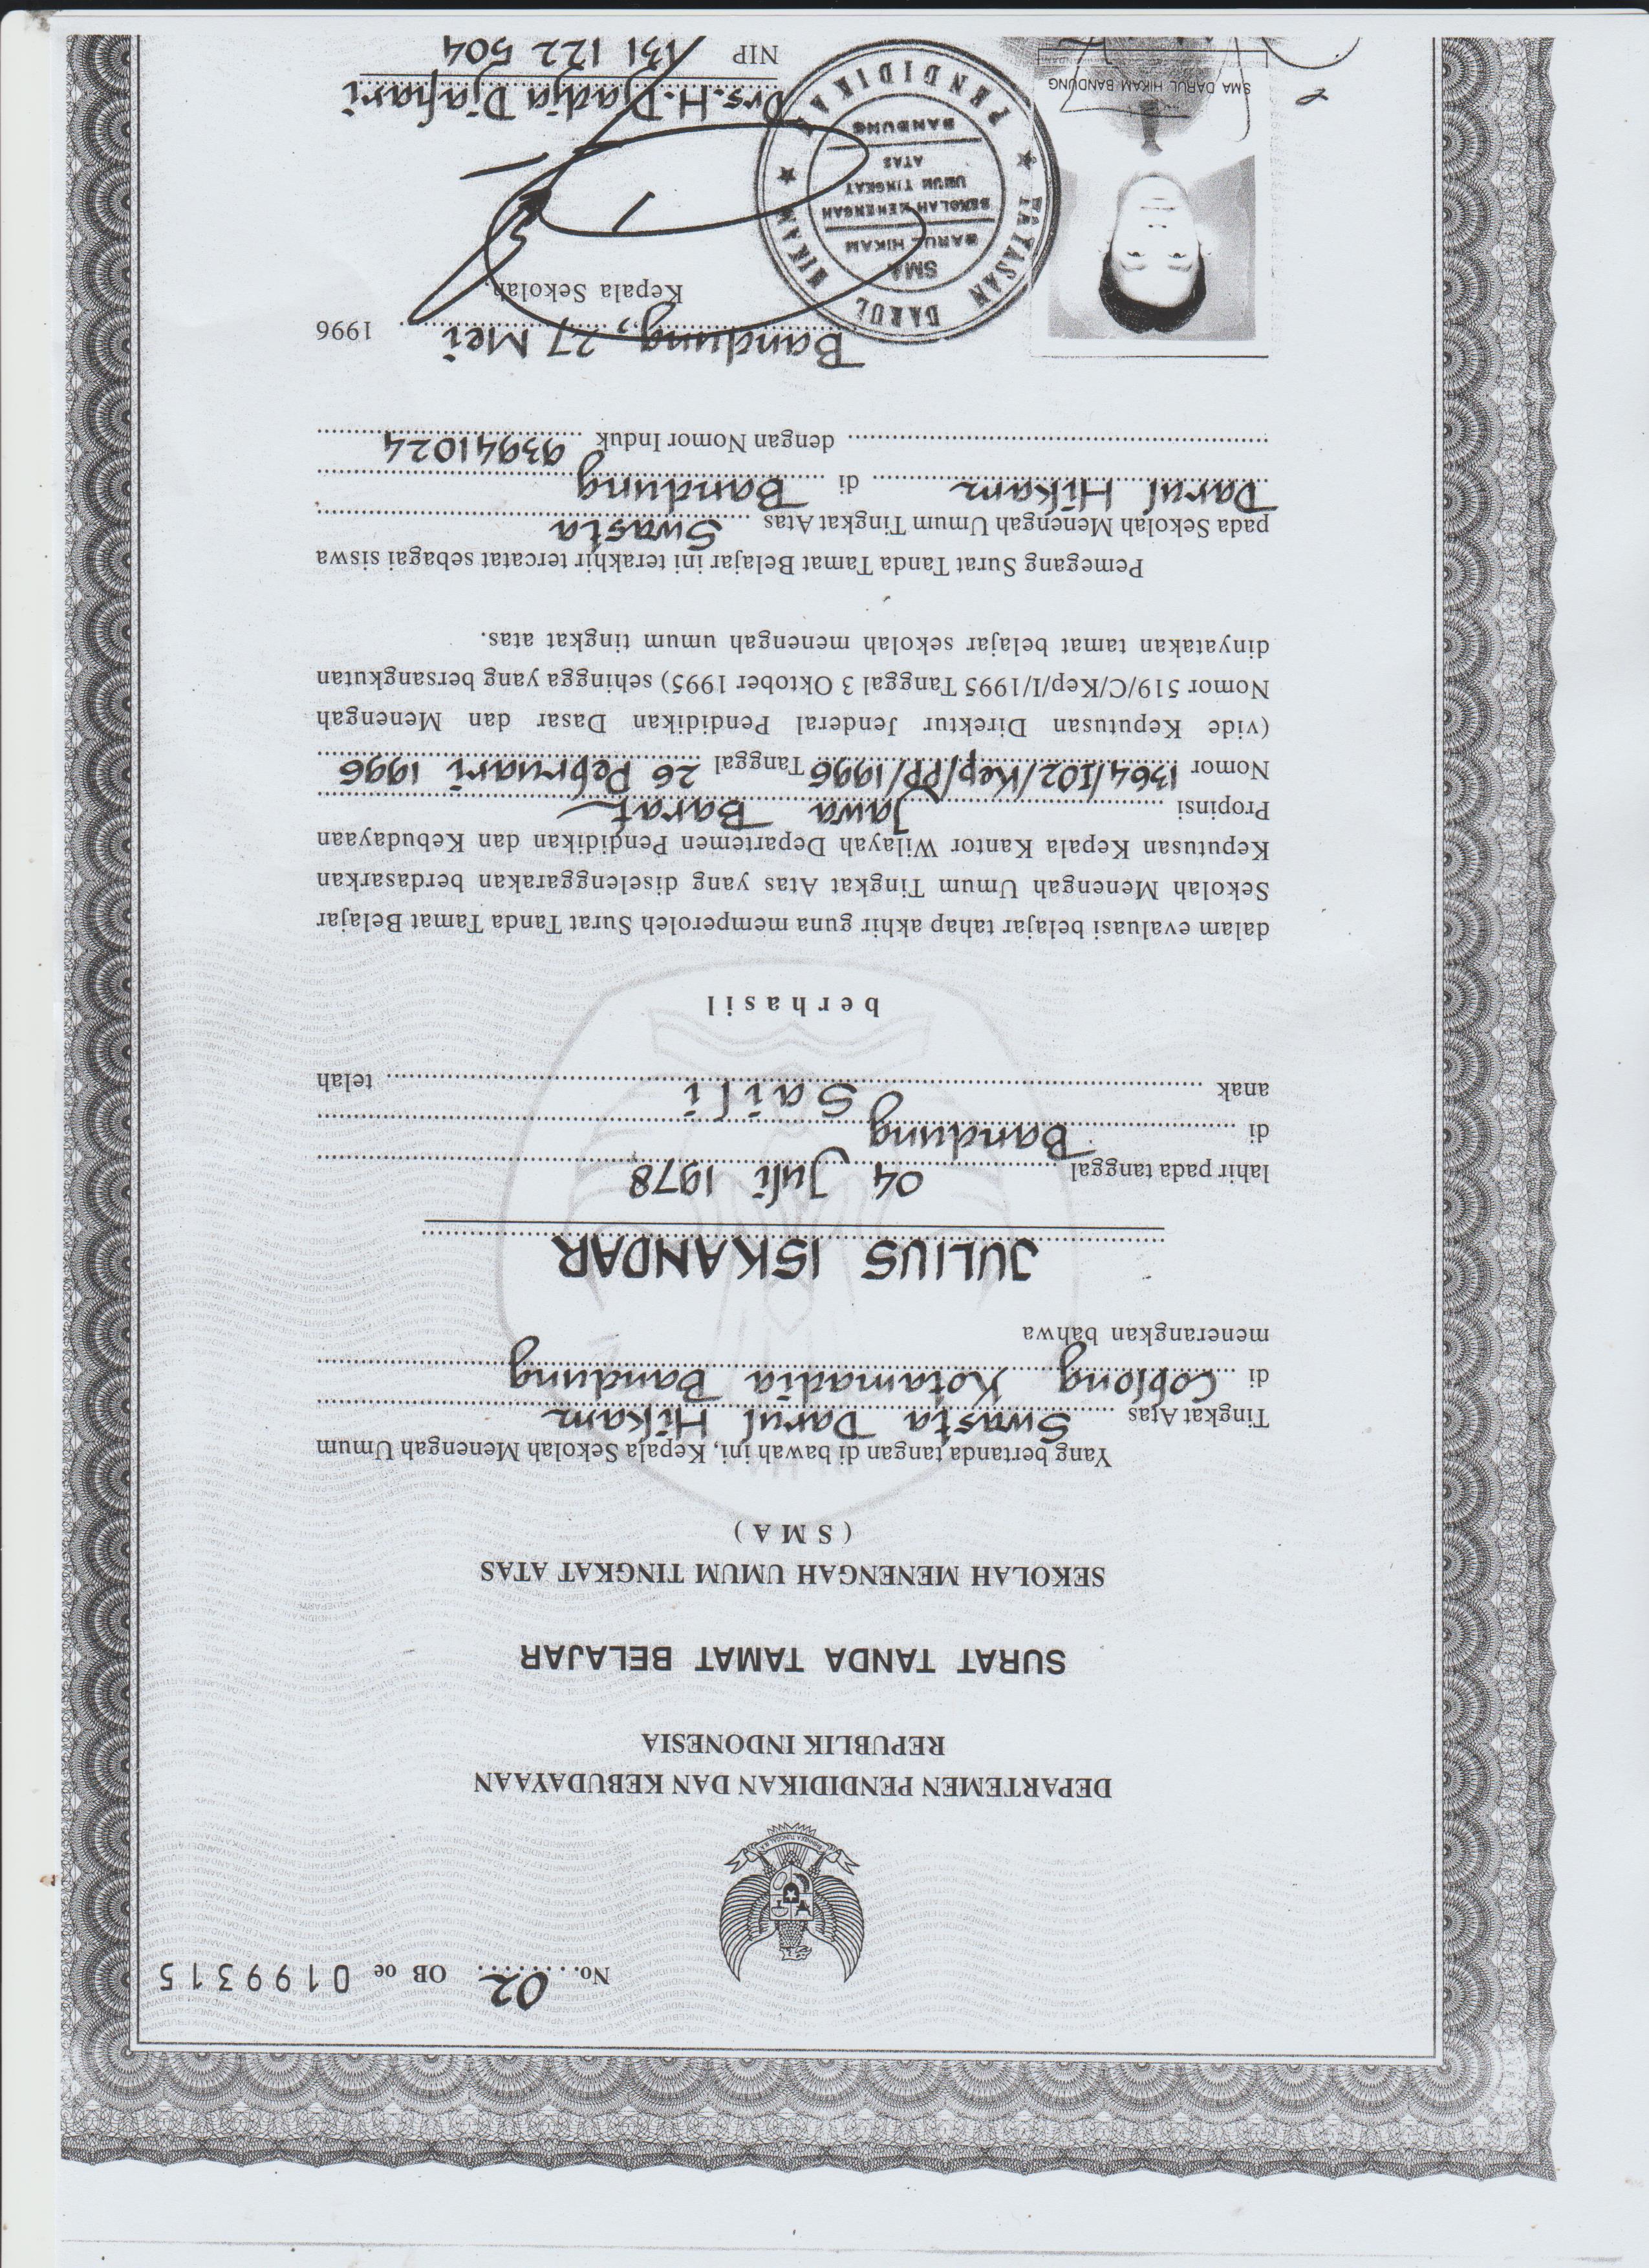 No. 02 OB oe 0199315
BHINNEKA TUNGGAL IKA
DEPARTEMEN PENDIDIKAN DAN KEBUDAYAAN
REPUBLIK INDONESIA
SURAT TANDA TAMAT BELAJAR
SEKOLAH MENENGAH UMUM TINGKAT ATAS
( S M A )
Yang bertanda tangan di bawah ini, Kepala Sekolah Menengah Umum
Tingkat Atas Swasta Darul Hikam
di Coblong Kotamadia Bandung
menerangkan bahwa
JULIUS ISKANDAR
lahir pada tanggal 04 Juli 1978
di Bandung
anak Saili telah
berhasil
dalam evaluasi belajar tahap akhir guna memperoleh Surat Tanda Tamat Belajar
Sekolah Menengah Umum Tingkat Atas yang diselenggarakan berdasarkan
Keputusan Kepala Kantor Wilayah Departemen Pendidikan dan Kebudayaan
Propinsi Jawa Barat
Nomor 1364/I02/Kep/PP/1996 Tanggal 26 Pebruari 1996
(vide Keputusan Direktur Jenderal Pendidikan Dasar dan Menengah
Nomor 519/C/Kep/I/1995 Tanggal 3 Oktober 1995) sehingga yang bersangkutan
dinyatakan tamat belajar sekolah menengah umum tingkat atas.
Pemegang Surat Tanda Tamat Belajar ini terakhir tercatat sebagai siswa
pada Sekolah Menengah Umum Tingkat Atas Swasta
Darul Hikam di Bandung
dengan Nomor Induk 93941024
Bandung, 27 Mei 1996
Kepala Sekolah,
YAYASAN DARUL HIKAM
SMA
DARUL HIKAM
SEKOLAH MENENGAH
UMUM TINGKAT
ATAS
BANDUNG
PENDIDIKAN
SMA DARUL HIKAM BANDUNG
Drs. H. Djadja Djafari
NIP 131 122 504